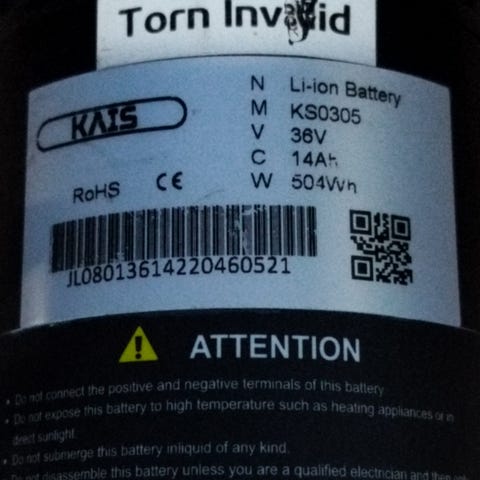 Torn Invalid
KAIS
N Li-ion Battery
M KS0305
V 36V
C 14Ah
W 504Wh
RoHS CE
JL08013614220460521
ATTENTION
• Do not connect the positive and negative terminals of this battery
• Do not expose this battery to high temperature such as heating appliances or in
direct sunlight.
• Do not submerge this battery inliquid of any kind.
• Do not disassemble this battery unless you are a qualified electrician and then only